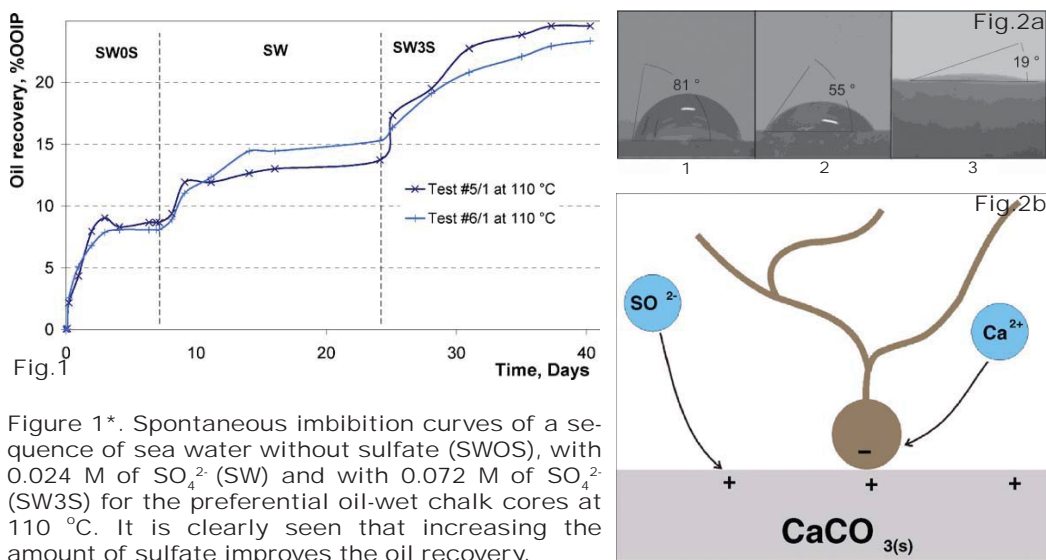 Oil recovery, %OOIP
SW0S
SW
SW3S
20
15
10
5
0
Test #5/1 at 110 °C
Test #6/1 at 110 °C
0
10
20
30
40
Time, Days
Fig.1
Figure 1*. Spontaneous imbibition curves of a se-
quence of sea water without sulfate (SWOS), with
0.024 M of SO₄²⁻ (SW) and with 0.072 M of SO₄²⁻
(SW3S) for the preferential oil-wet chalk cores at
110 °C. It is clearly seen that increasing the
amount of sulfate improves the oil recovery.
Fig.2a
81 °
55 °
19 °
1
2
3
Fig.2b
SO ²⁻
Ca²⁺
−
+
+
+
CaCO 3(s)